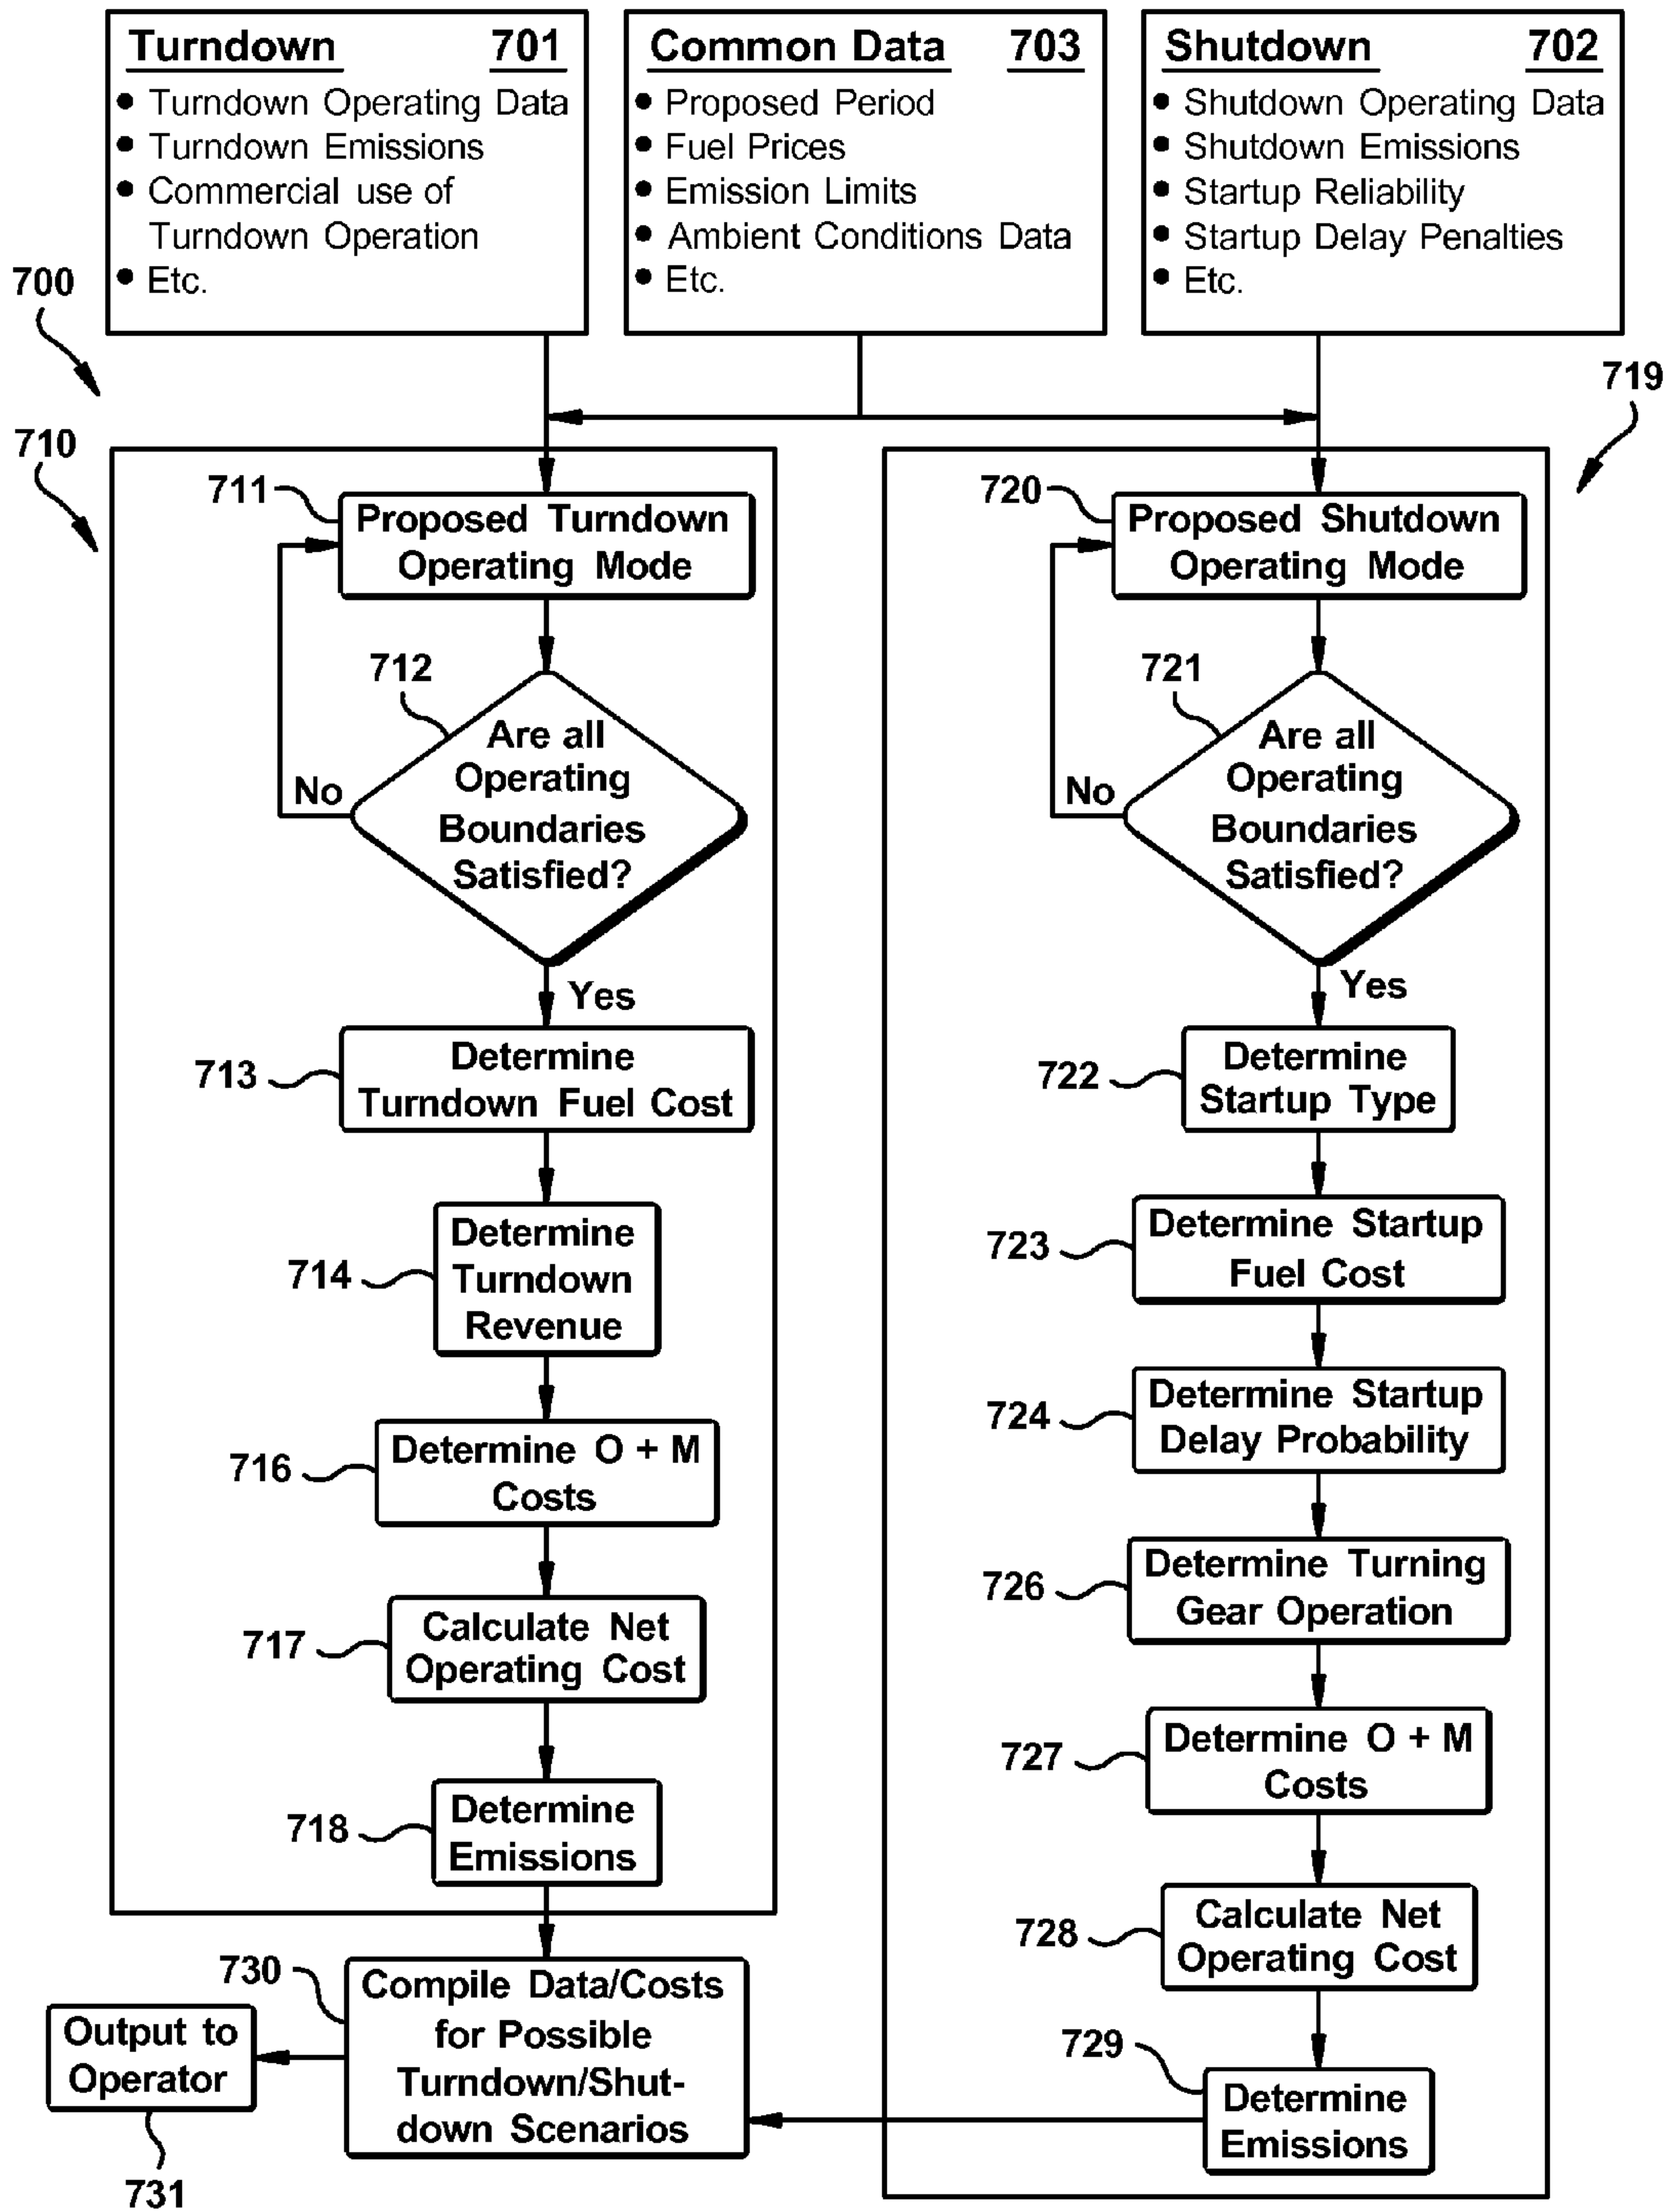 Turndown 701
• Turndown Operating Data
• Turndown Emissions
• Commercial use of
Turndown Operation
• Etc.
Common Data 703
• Proposed Period
• Fuel Prices
• Emission Limits
• Ambient Conditions Data
• Etc.
Shutdown 702
• Shutdown Operating Data
• Shutdown Emissions
• Startup Reliability
• Startup Delay Penalties
• Etc.
700
719
710
711
Proposed Turndown
Operating Mode
712
Are all
Operating
Boundaries
Satisfied?
No
Yes
713
Determine
Turndown Fuel Cost
714
Determine
Turndown
Revenue
716
Determine O + M
Costs
717
Calculate Net
Operating Cost
718
Determine
Emissions
720
Proposed Shutdown
Operating Mode
721
Are all
Operating
Boundaries
Satisfied?
No
Yes
722
Determine
Startup Type
723
Determine Startup
Fuel Cost
724
Determine Startup
Delay Probability
726
Determine Turning
Gear Operation
727
Determine O + M
Costs
728
Calculate Net
Operating Cost
729
Determine
Emissions
730
Compile Data/Costs
for Possible
Turndown/Shut-
down Scenarios
Output to
Operator
731